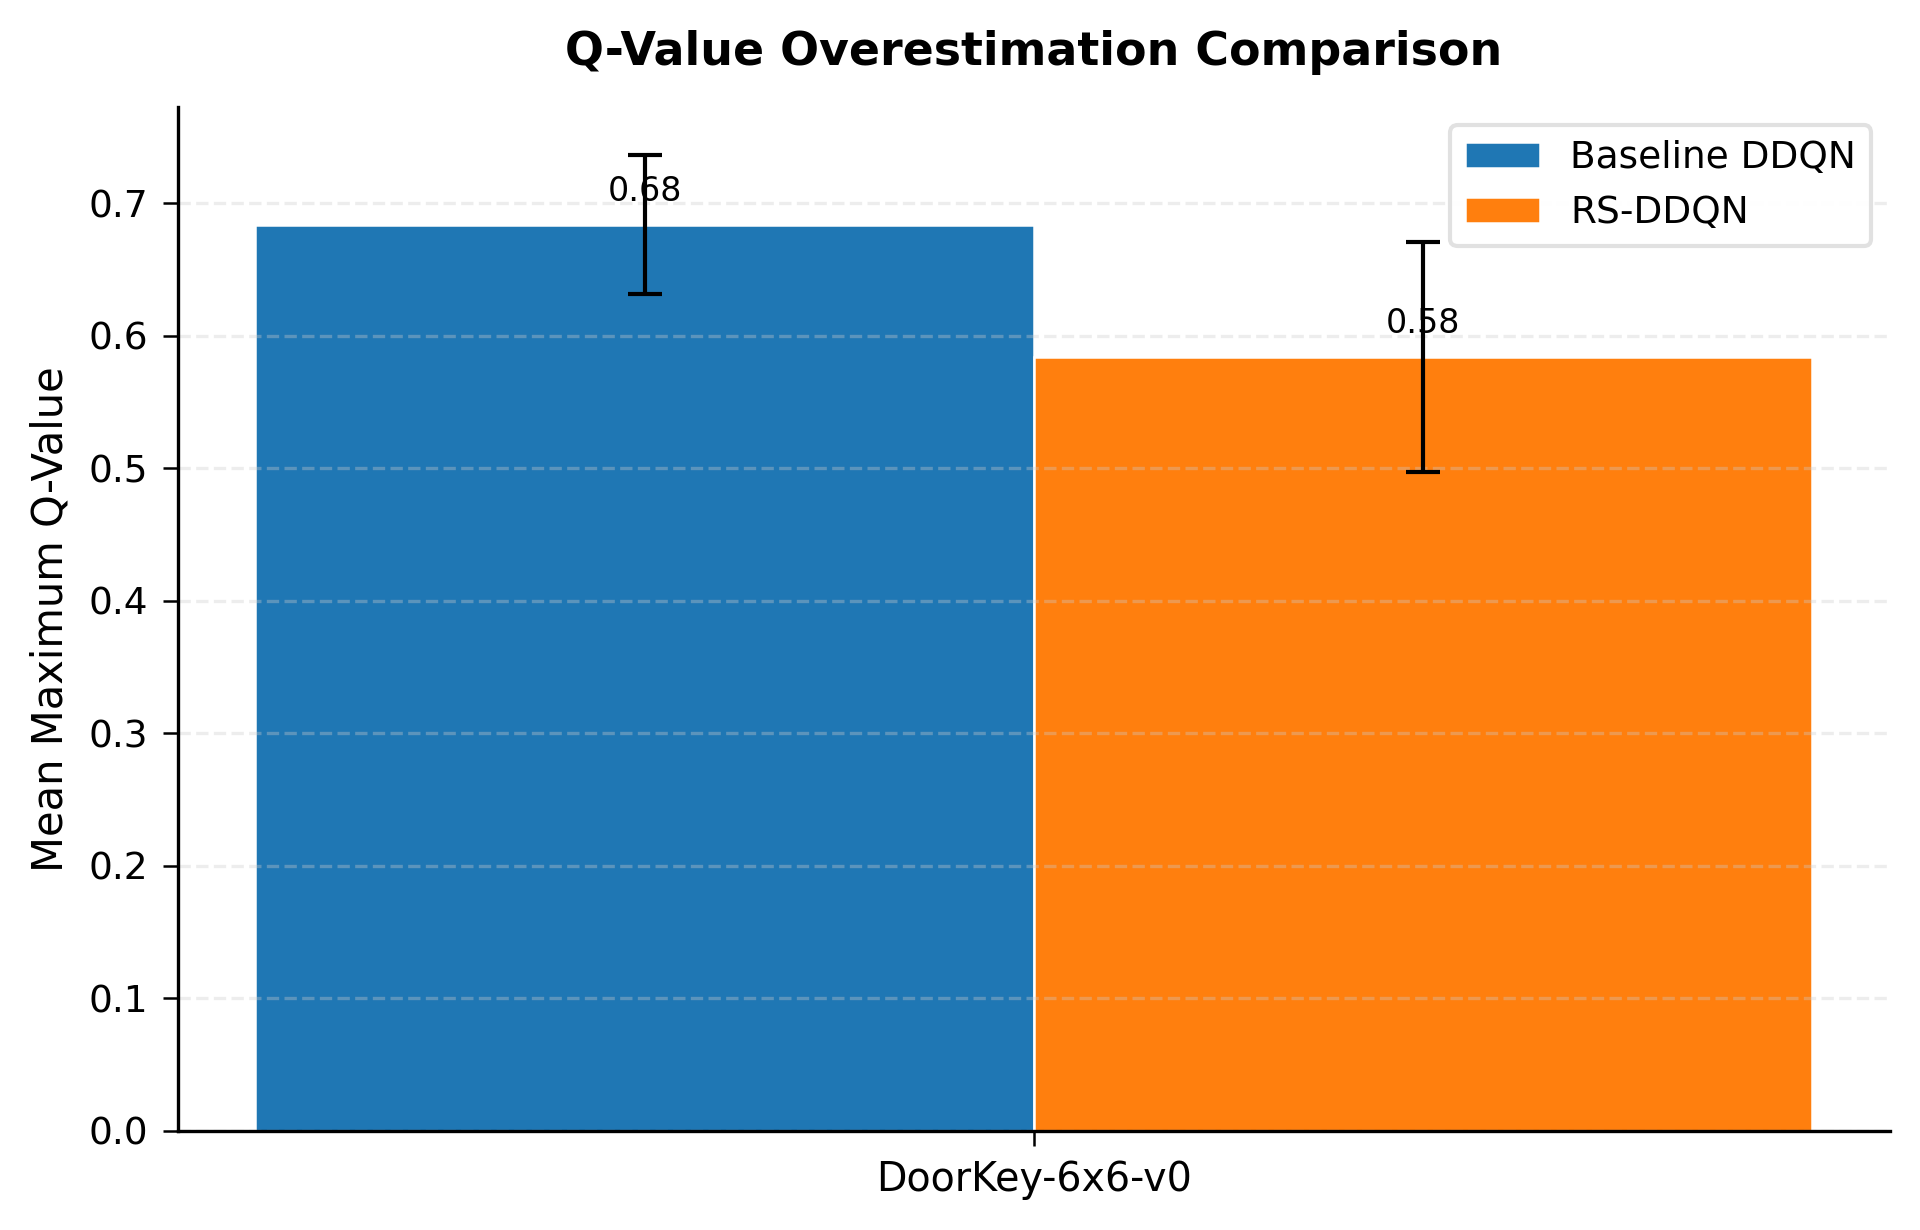 Q-Value Overestimation Comparison
Baseline DDQN
RS-DDQN
Mean Maximum Q-Value
0.7
0.6
0.5
0.4
0.3
0.2
0.1
0.0
0.68
0.58
DoorKey-6x6-v0